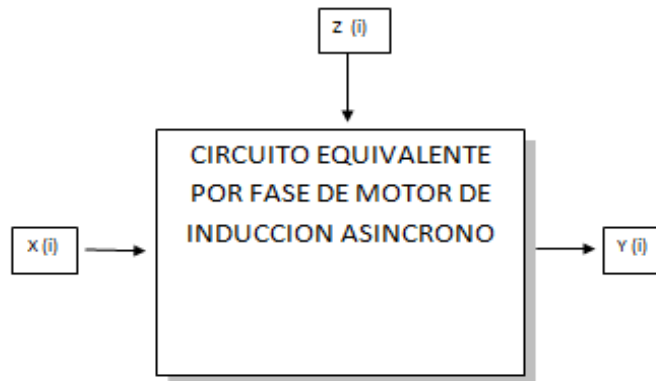 Z (i)
CIRCUITO EQUIVALENTE
POR FASE DE MOTOR DE
INDUCCION ASINCRONO
X (i)
Y (i)